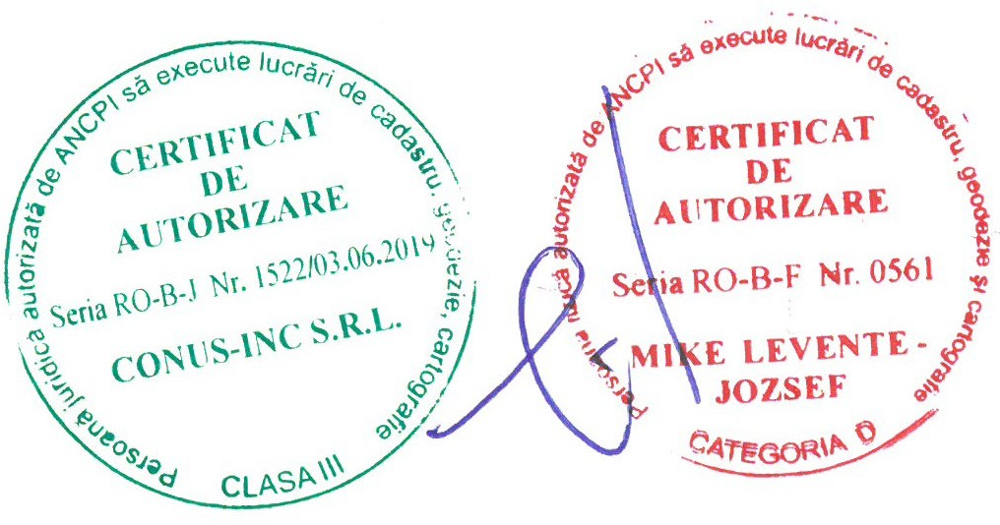 Persoană juridică autorizată de ANCPI să execute lucrări de cadastru, geodezie, cartografie
CERTIFICAT
DE
AUTORIZARE
Seria RO-B-J Nr. 1522/03.06.2019
CONUS-INC S.R.L.
CLASA III
Persoană fizică autorizată de ANCPI să execute lucrări de cadastru, geodezie și cartografie
CERTIFICAT
DE
AUTORIZARE
Seria RO-B-F Nr. 0561
MIKE LEVENTE-
JOZSEF
CATEGORIA D